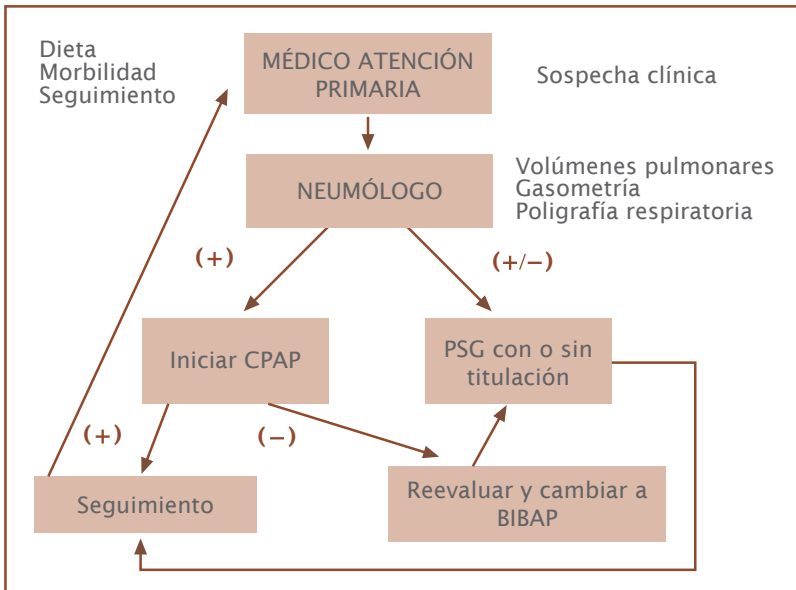 Dieta
Morbilidad
Seguimiento
MÉDICO ATENCIÓN
PRIMARIA
Sospecha clínica
NEUMÓLOGO
Volúmenes pulmonares
Gasometría
Poligrafía respiratoria
(+)
(+/−)
Iniciar CPAP
PSG con o sin
titulación
(+)
(−)
Seguimiento
Reevaluar y cambiar a
BIBAP